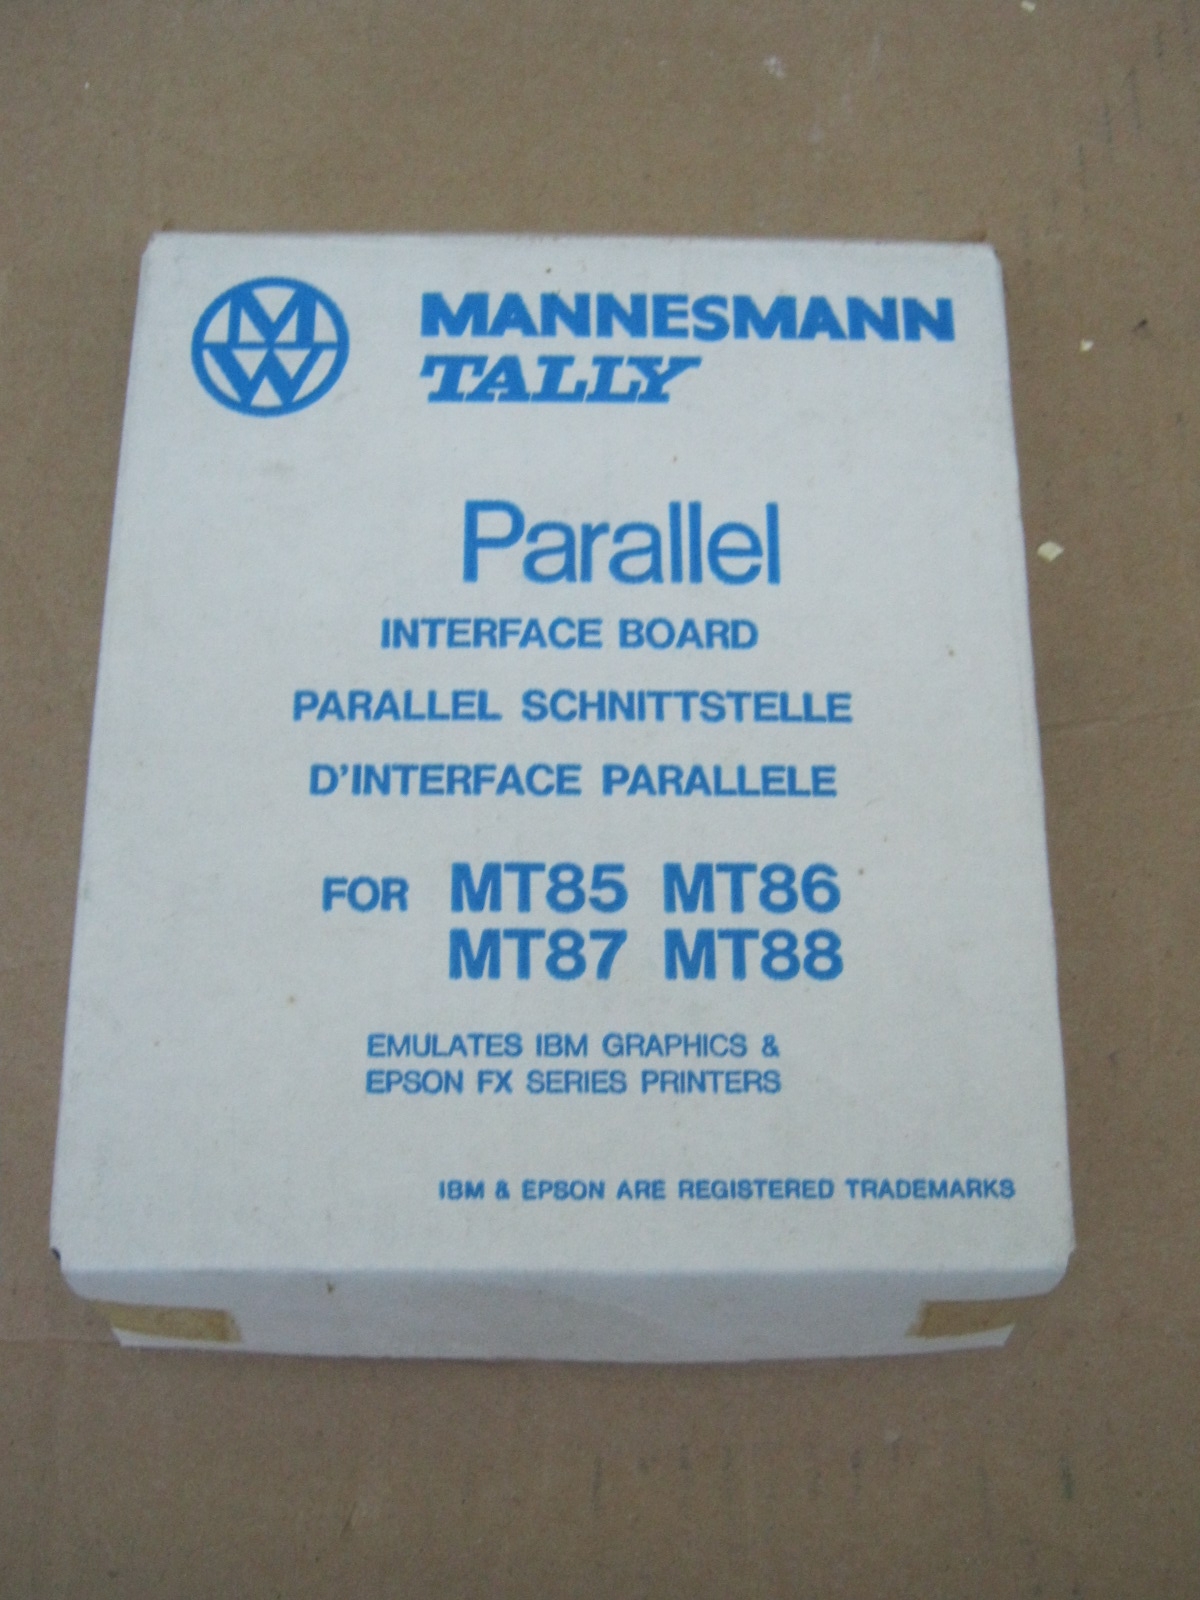 MW
MANNESMANN
TALLY
Parallel
INTERFACE BOARD
PARALLEL SCHNITTSTELLE
D'INTERFACE PARALLELE
FOR MT85 MT86
MT87 MT88
EMULATES IBM GRAPHICS &
EPSON FX SERIES PRINTERS
IBM & EPSON ARE REGISTERED TRADEMARKS